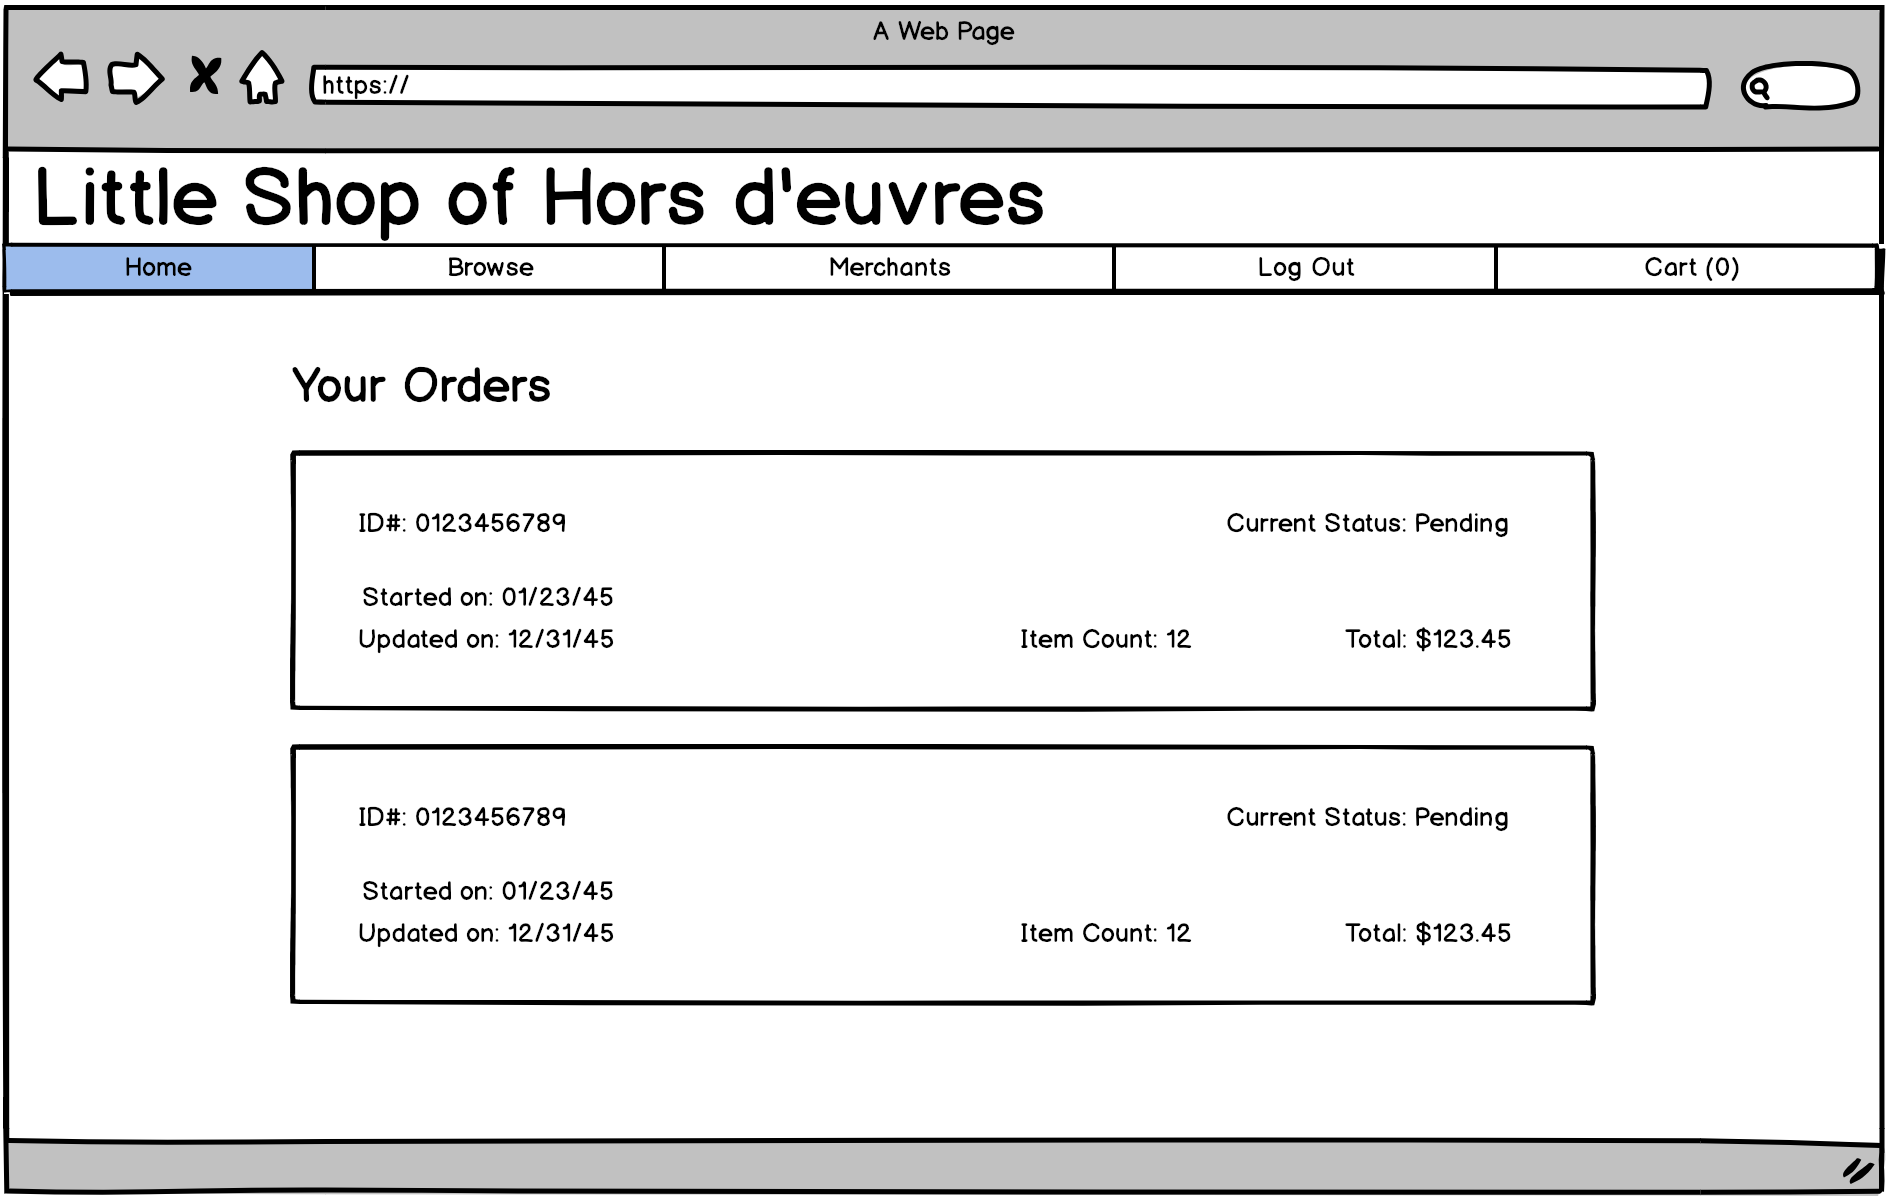 A Web Page
https://
Little Shop of Hors d'euvres
Home Browse Merchants Log Out Cart (0)
Your Orders
ID#: 0123456789 Current Status: Pending
Started on: 01/23/45
Updated on: 12/31/45 Item Count: 12 Total: $123.45
ID#: 0123456789 Current Status: Pending
Started on: 01/23/45
Updated on: 12/31/45 Item Count: 12 Total: $123.45